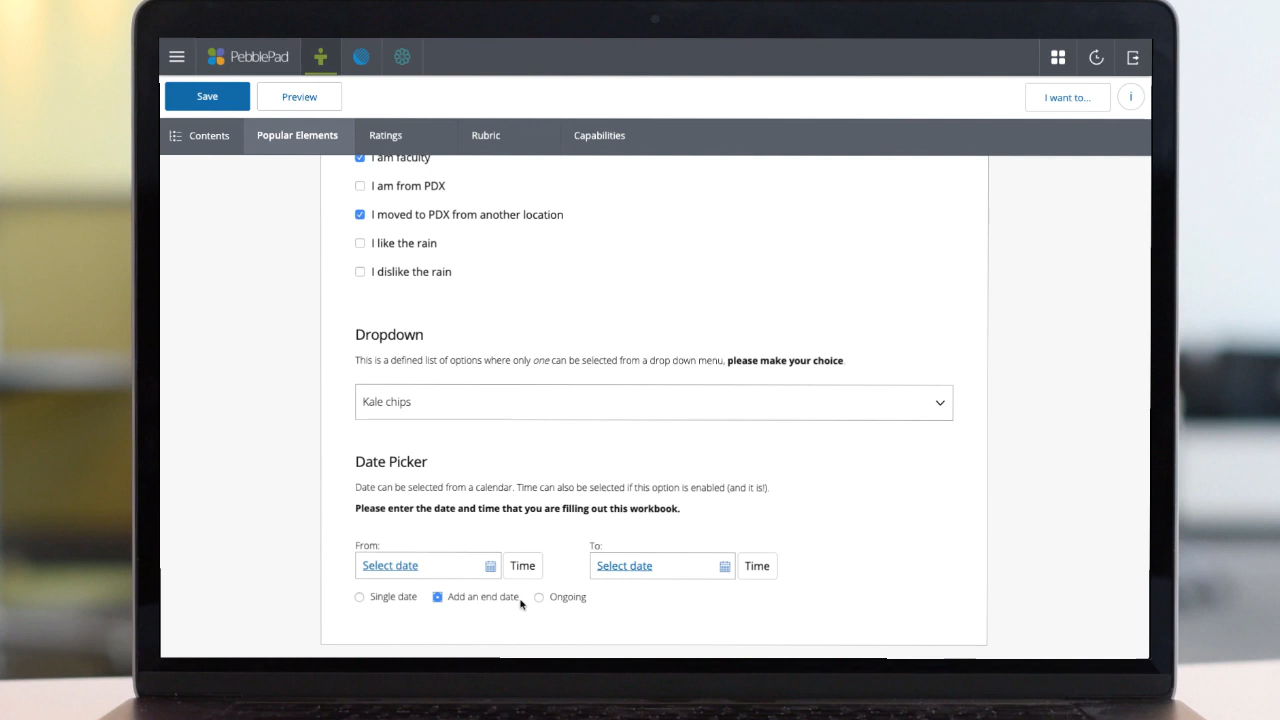 PebblePad
Save
Preview
I want to...
i
Contents
Popular Elements
Ratings
Rubric
Capabilities
I am faculty
I am from PDX
I moved to PDX from another location
I like the rain
I dislike the rain
Dropdown
This is a defined list of options where only one can be selected from a drop down menu, please make your choice.
Kale chips
Date Picker
Date can be selected from a calendar. Time can also be selected if this option is enabled (and it is!).
Please enter the date and time that you are filling out this workbook.
From:
To:
Select date
Time
Select date
Time
Single date
Add an end date
Ongoing